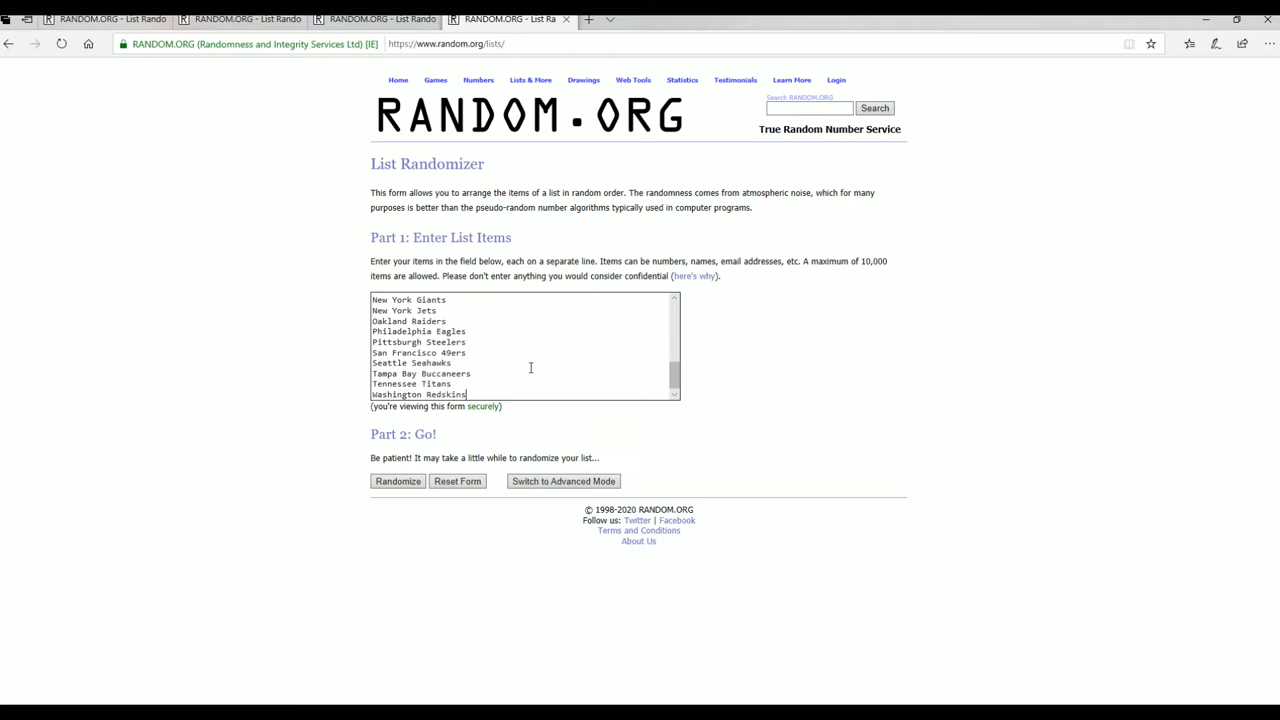 RANDOM.ORG - List Rando
RANDOM.ORG - List Rando
RANDOM.ORG - List Rando
RANDOM.ORG - List Ra
RANDOM.ORG (Randomness and Integrity Services Ltd) [IE]
https://www.random.org/lists/
Home Games Numbers Lists & More Drawings Web Tools Statistics Testimonials Learn More Login
RANDOM.ORG
Search RANDOM.ORG
Search
True Random Number Service
List Randomizer
This form allows you to arrange the items of a list in random order. The randomness comes from atmospheric noise, which for many
purposes is better than the pseudo-random number algorithms typically used in computer programs.
Part 1: Enter List Items
Enter your items in the field below, each on a separate line. Items can be numbers, names, email addresses, etc. A maximum of 10,000
items are allowed. Please don't enter anything you would consider confidential (here's why).
New York Giants
New York Jets
Oakland Raiders
Philadelphia Eagles
Pittsburgh Steelers
San Francisco 49ers
Seattle Seahawks
Tampa Bay Buccaneers
Tennessee Titans
Washington Redskins
(you're viewing this form securely)
Part 2: Go!
Be patient! It may take a little while to randomize your list...
Randomize Reset Form Switch to Advanced Mode
© 1998-2020 RANDOM.ORG
Follow us: Twitter | Facebook
Terms and Conditions
About Us